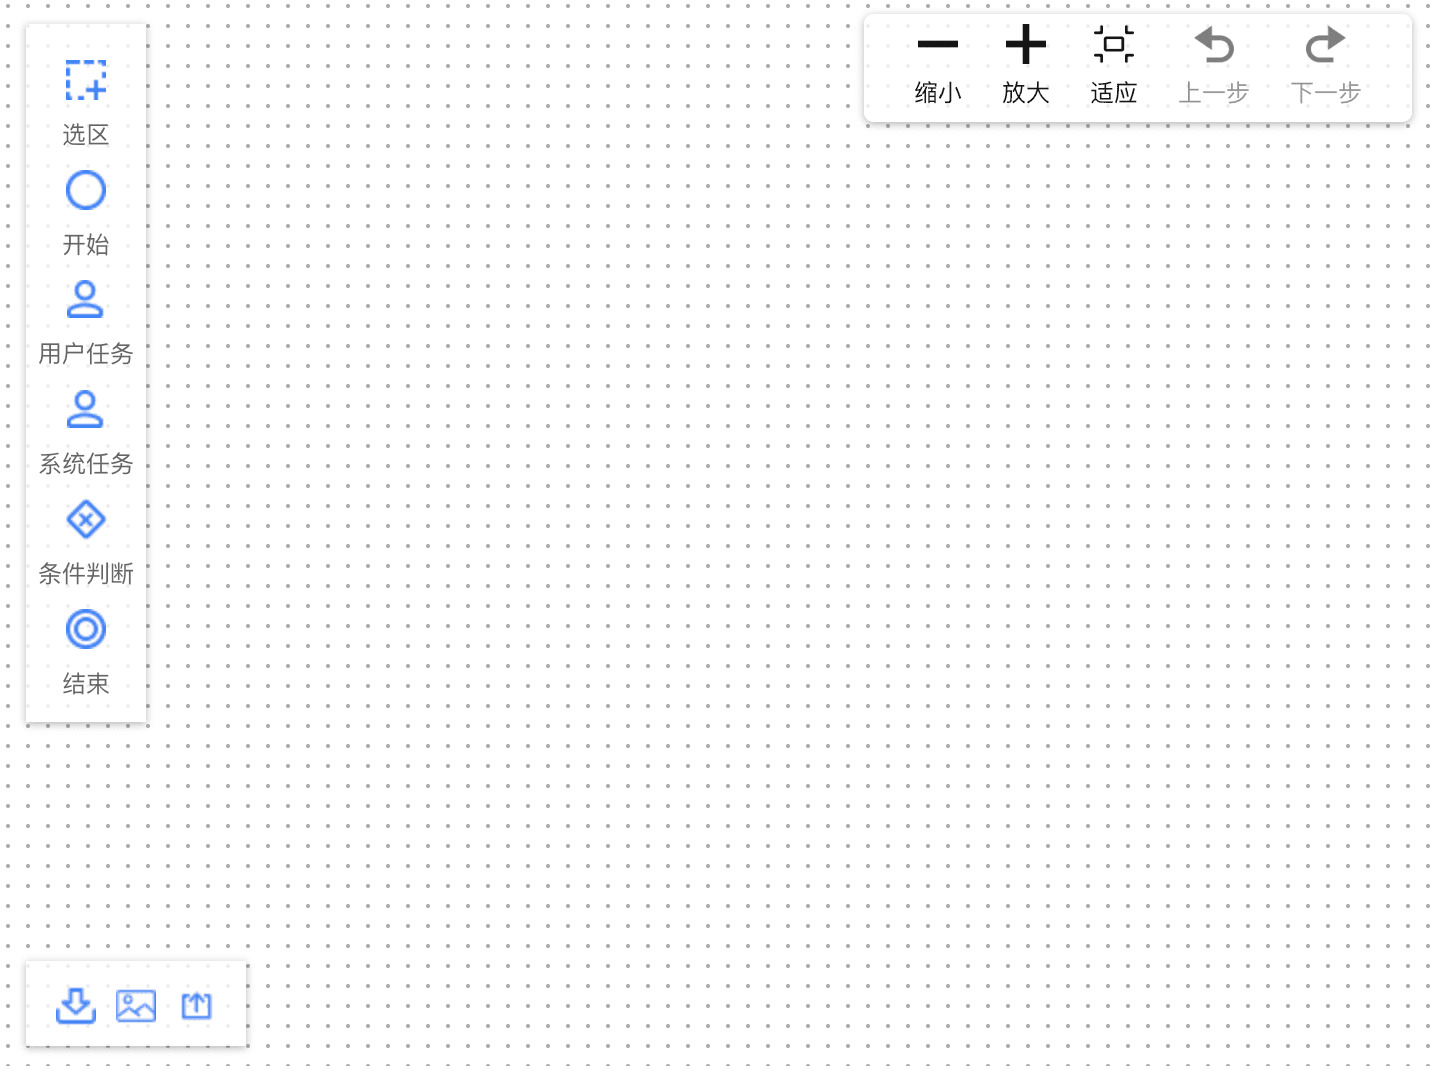 选区
开始
用户任务
系统任务
条件判断
结束
缩小
放大
适应
上一步
下一步